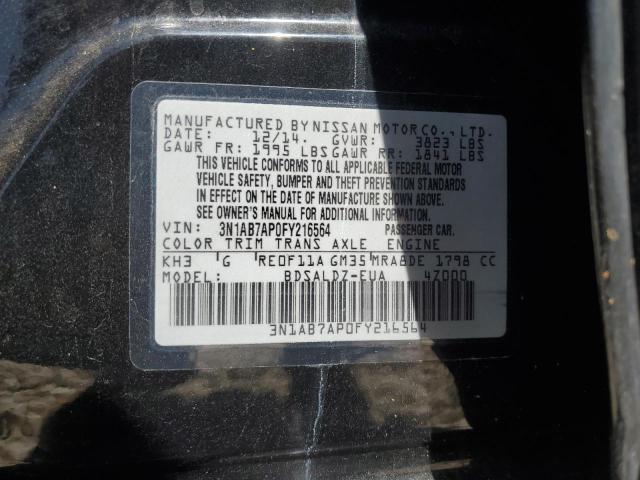 MANUFACTURED BY NISSAN MOTOR CO., LTD.
DATE: 12/14. GVWR: 3823 LBS
GAWR FR: 1995 LBS GAWR RR: 1841 LBS
THIS VEHICLE CONFORMS TO ALL APPLICABLE FEDERAL MOTOR
VEHICLE SAFETY, BUMPER AND THEFT PREVENTION STANDARDS
IN EFFECT ON THE DATE OF MANUFACTURE SHOWN ABOVE.
SEE OWNER'S MANUAL FOR ADDITIONAL INFORMATION.
VIN: 3N1AB7AP0FY216564 PASSENGER CAR.
COLOR TRIM TRANS AXLE ENGINE
KH3 G RE0F11A GM35 MRA8DE 1798 CC
BDSALDZ-EUA 4Z000
3N1AB7AP0FY216564